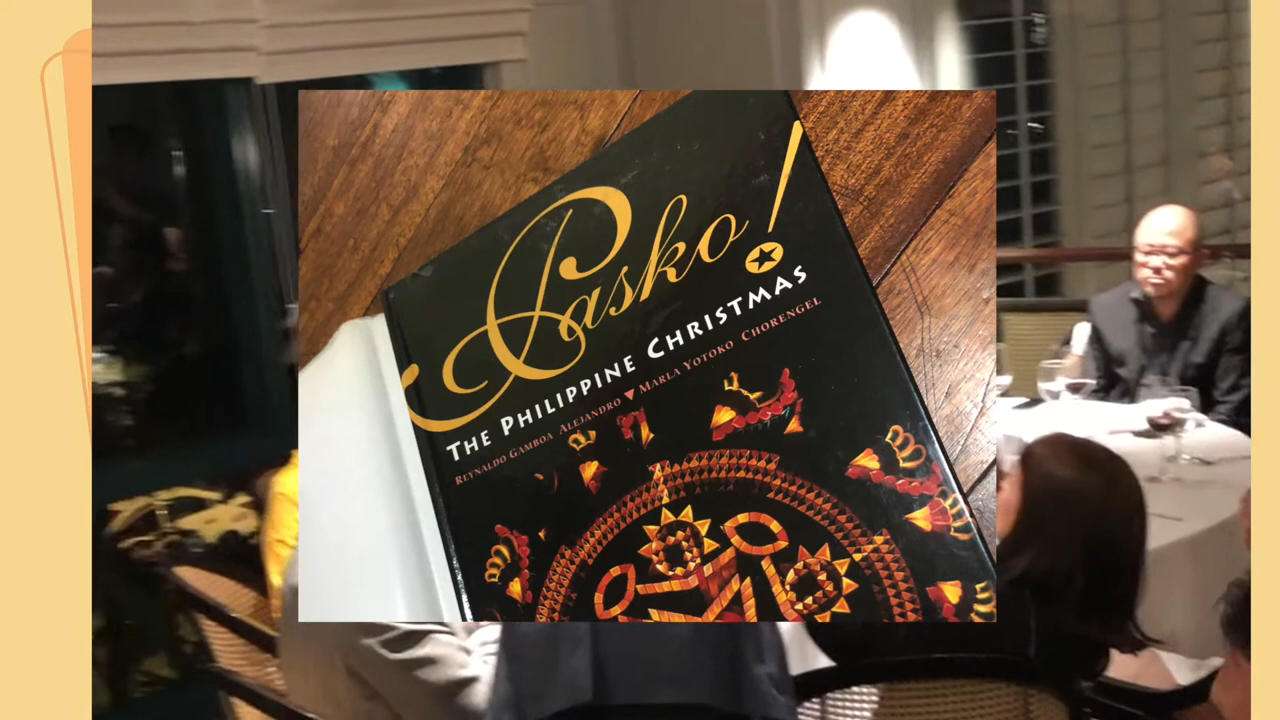 Pasko!
THE PHILIPPINE CHRISTMAS
REYNALDO GAMBOA ALEJANDRO ▼ MARLA YOTOKO CHORENGEL